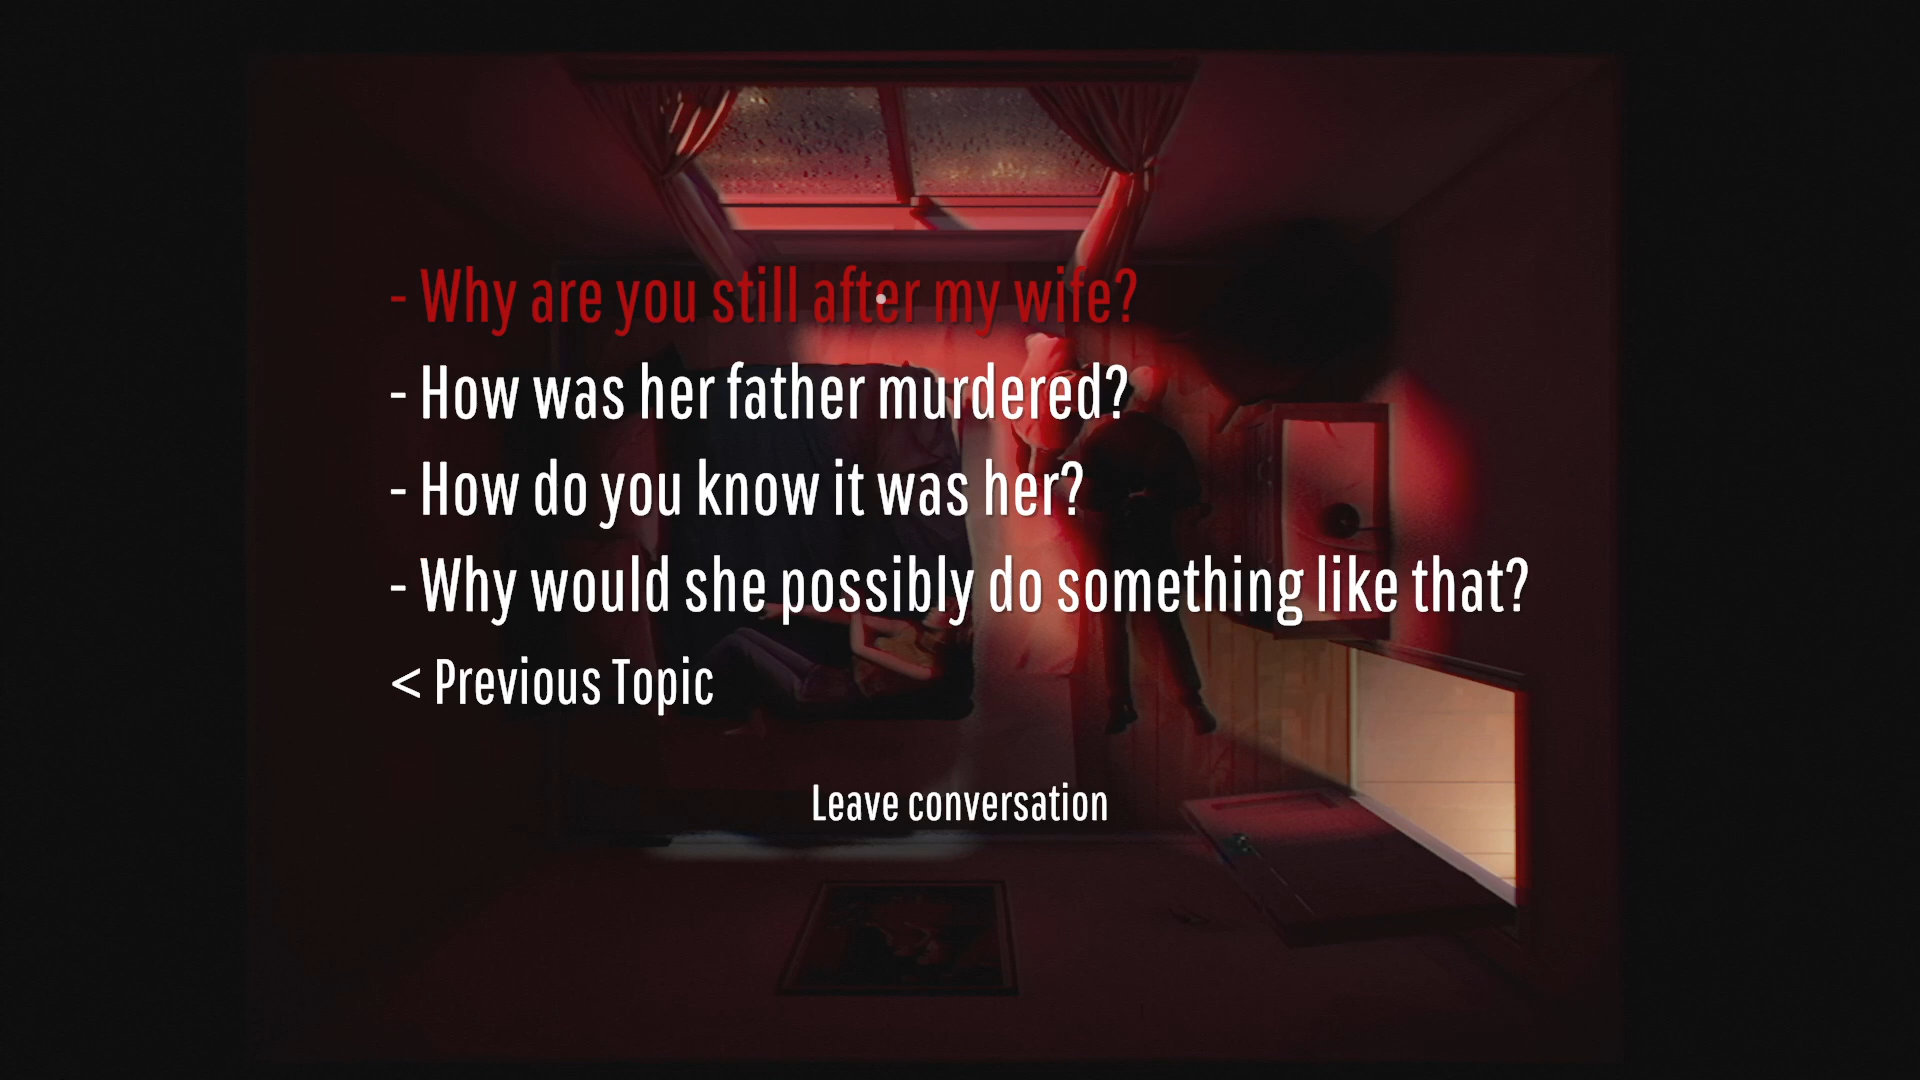 - Why are you still after my wife?
- How was her father murdered?
- How do you know it was her?
- Why would she possibly do something like that?
< Previous Topic
Leave conversation